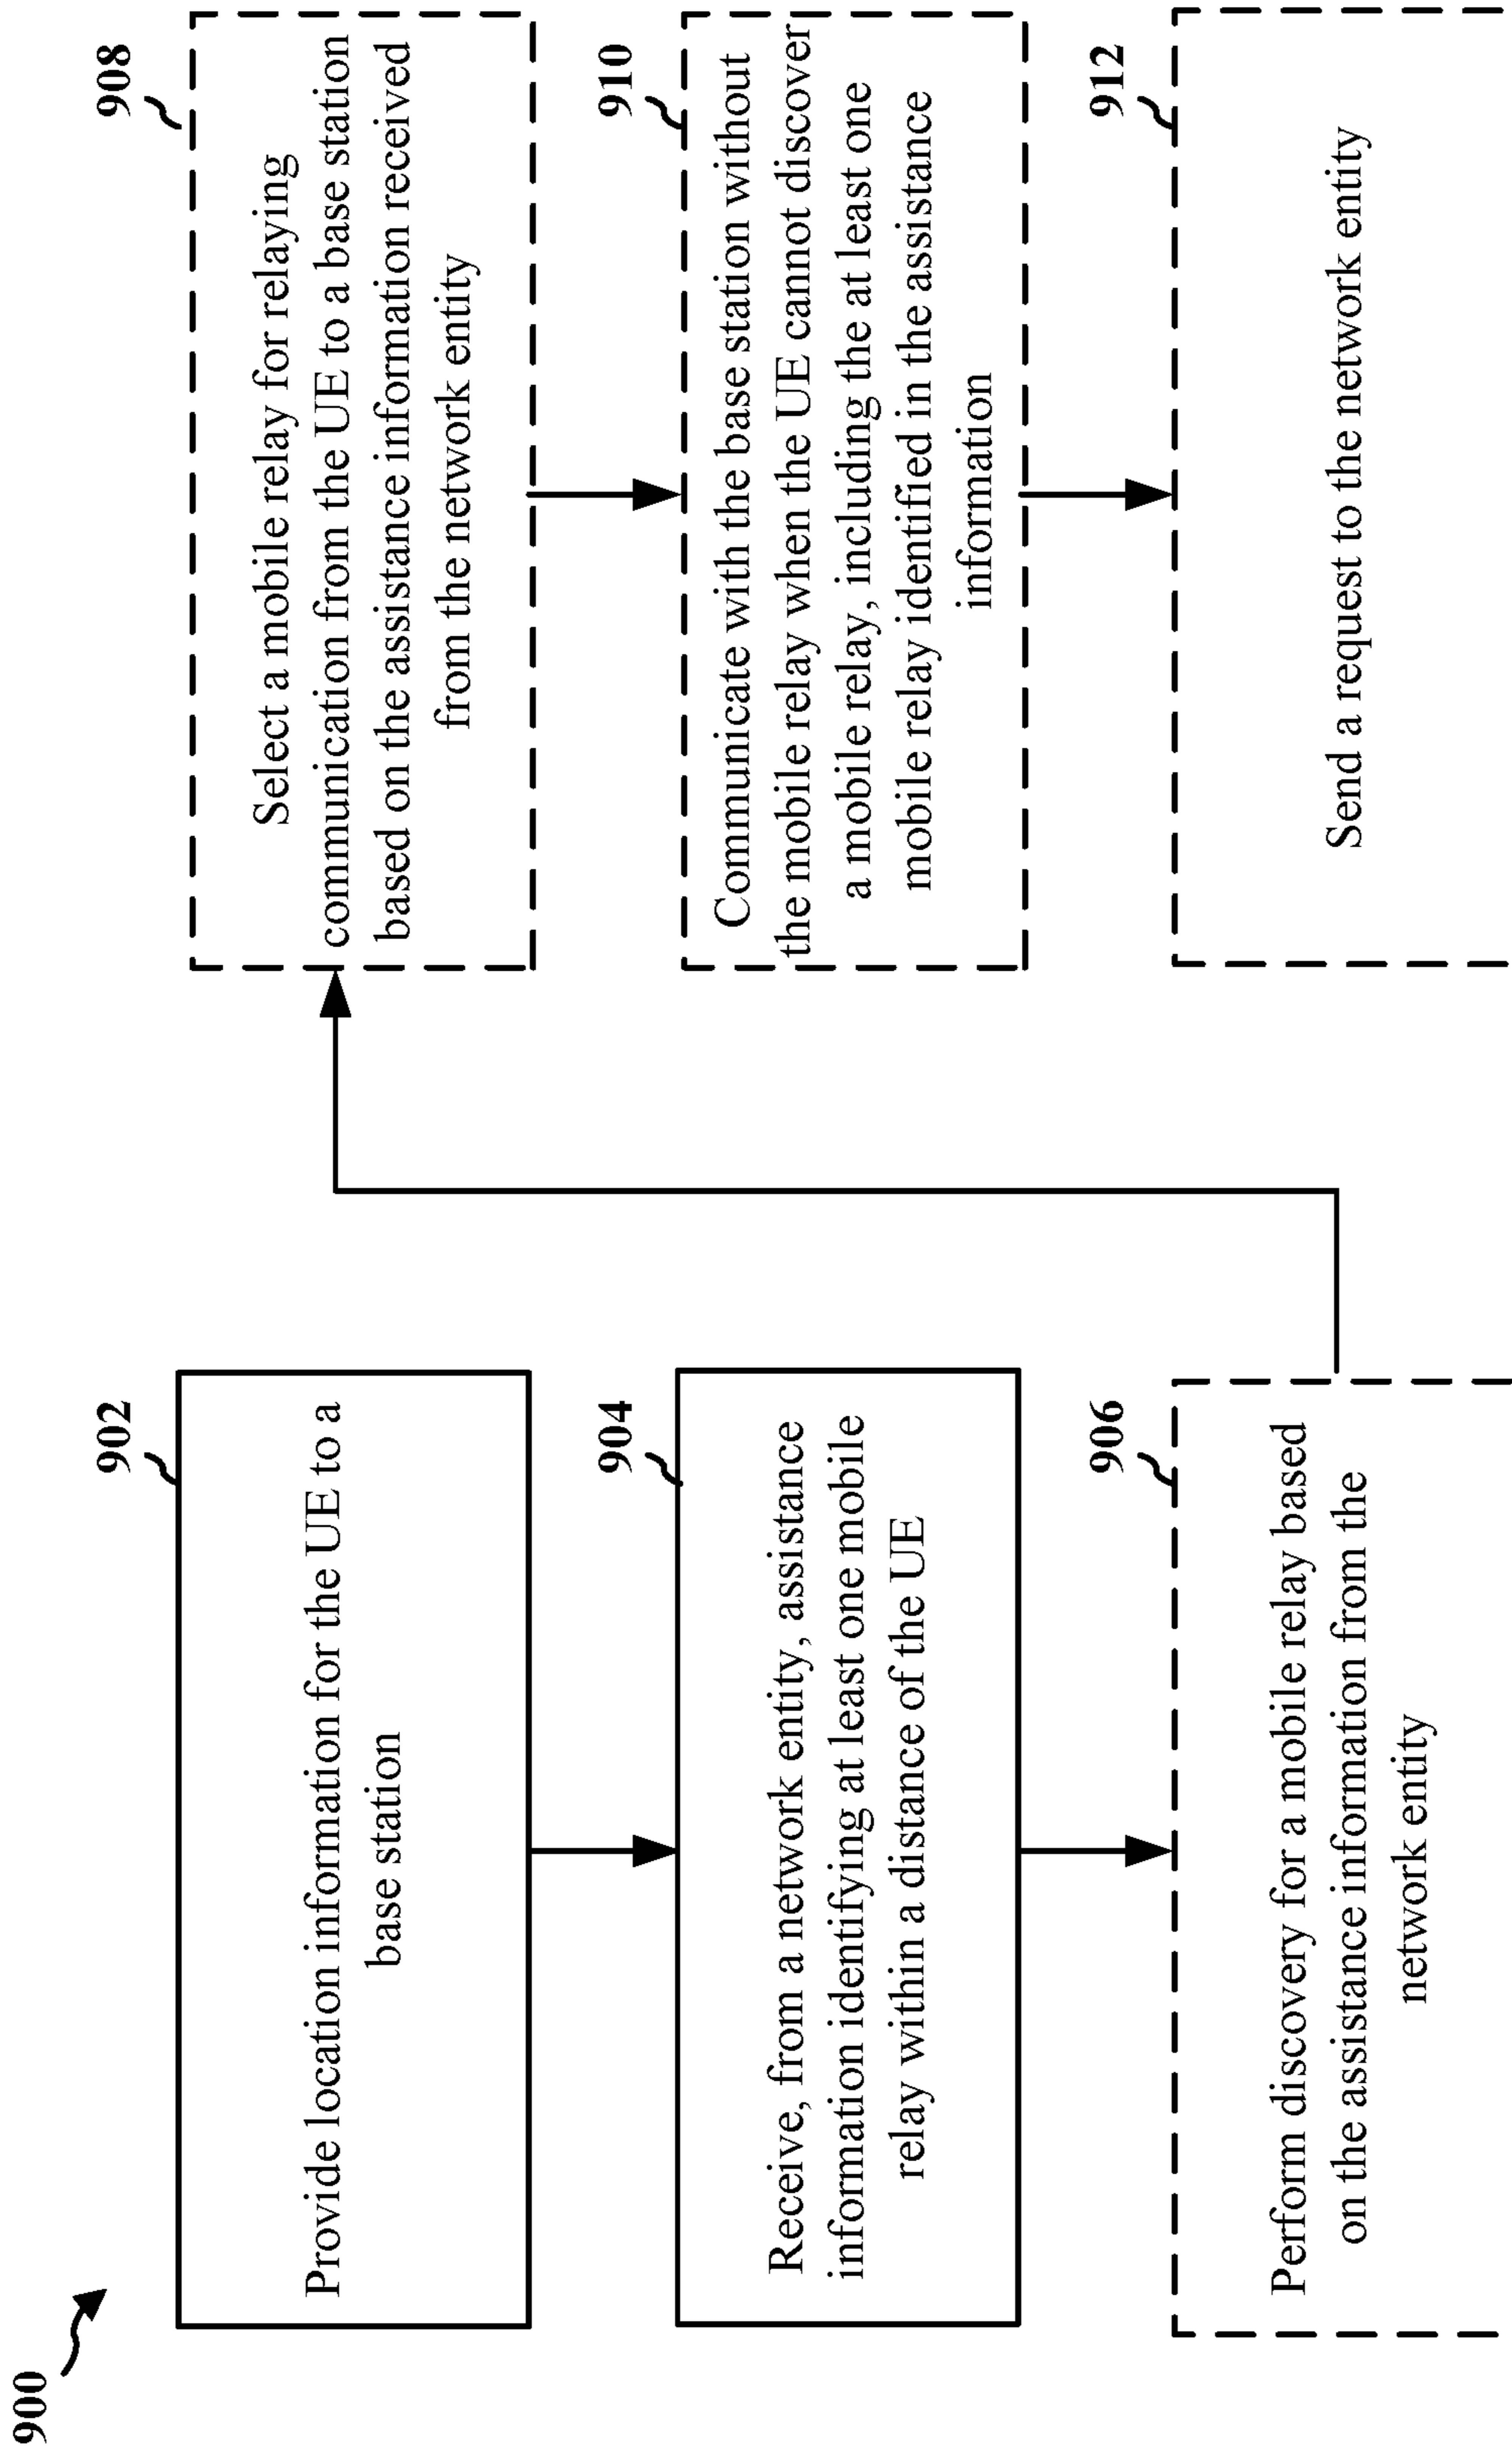 900
902
Provide location information for the UE to a
base station
904
Receive, from a network entity, assistance
information identifying at least one mobile
relay within a distance of the UE
906
Perform discovery for a mobile relay based
on the assistance information from the
network entity
908
Select a mobile relay for relaying
communication from the UE to a base station
based on the assistance information received
from the network entity
910
Communicate with the base station without
the mobile relay when the UE cannot discover
a mobile relay, including the at least one
mobile relay identified in the assistance
information
912
Send a request to the network entity